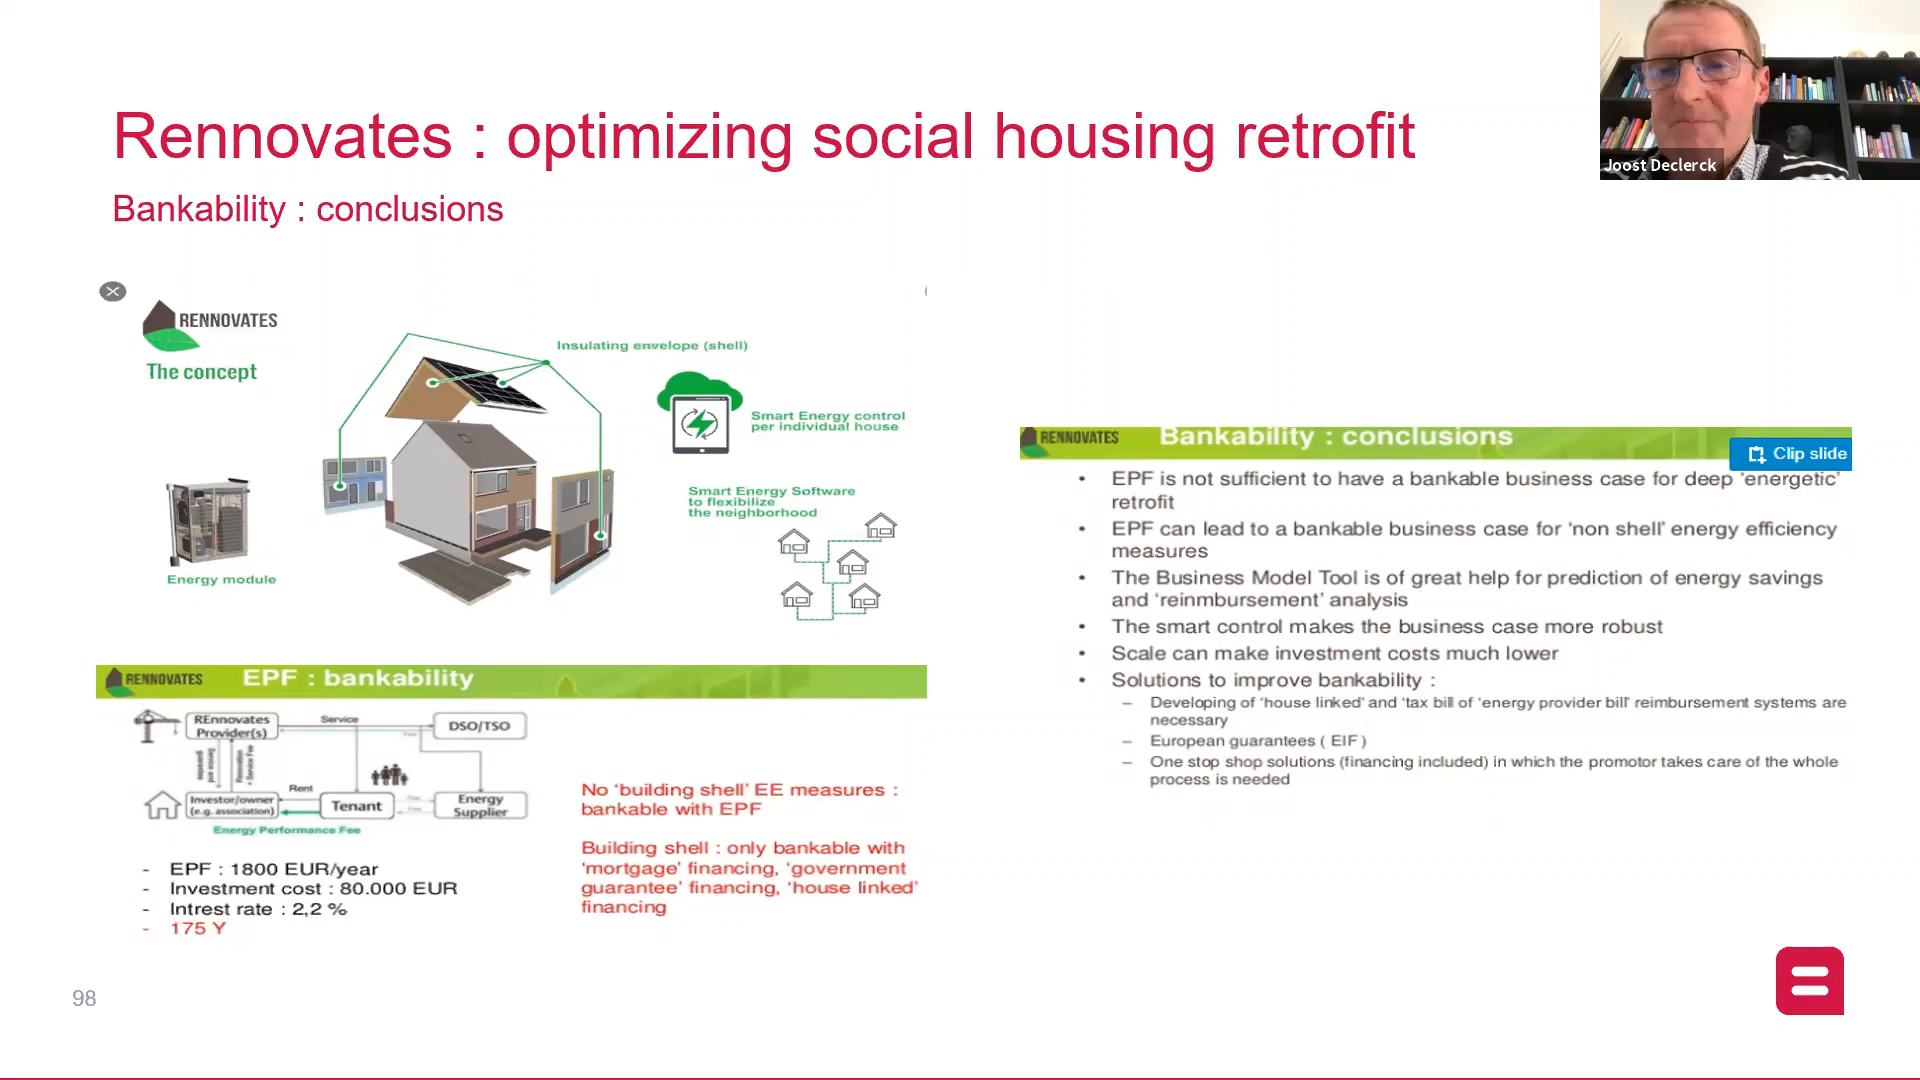 Rennovates : optimizing social housing retrofit
Bankability : conclusions
Joost Declerck
RENNOVATES
The concept
Insulating envelope (shell)
Smart Energy control
per individual house
Smart Energy Software
to flexibilize
the neighborhood
Energy module
RENNOVATES
EPF : bankability
REnnovates
Provider(s)
Service
DSO/TSO
Investor/owner
(e.g. association)
Rent
Tenant
Energy
Supplier
Energy Performance Fee
- EPF : 1800 EUR/year
- Investment cost : 80.000 EUR
- Intrest rate : 2,2 %
- 175 Y
No ‘building shell’ EE measures :
bankable with EPF
Building shell : only bankable with
‘mortgage’ financing, ‘government
guarantee’ financing, ‘house linked’
financing
RENNOVATES
Bankability : conclusions
Clip slide
• EPF is not sufficient to have a bankable business case for deep ‘energetic’
retrofit
• EPF can lead to a bankable business case for ‘non shell’ energy efficiency
measures
• The Business Model Tool is of great help for prediction of energy savings
and ‘reinmbursement’ analysis
• The smart control makes the business case more robust
• Scale can make investment costs much lower
• Solutions to improve bankability :
– Developing of ‘house linked’ and ‘tax bill of ‘energy provider bill’ reimbursement systems are
necessary
– European guarantees ( EIF )
– One stop shop solutions (financing included) in which the promotor takes care of the whole
process is needed
98